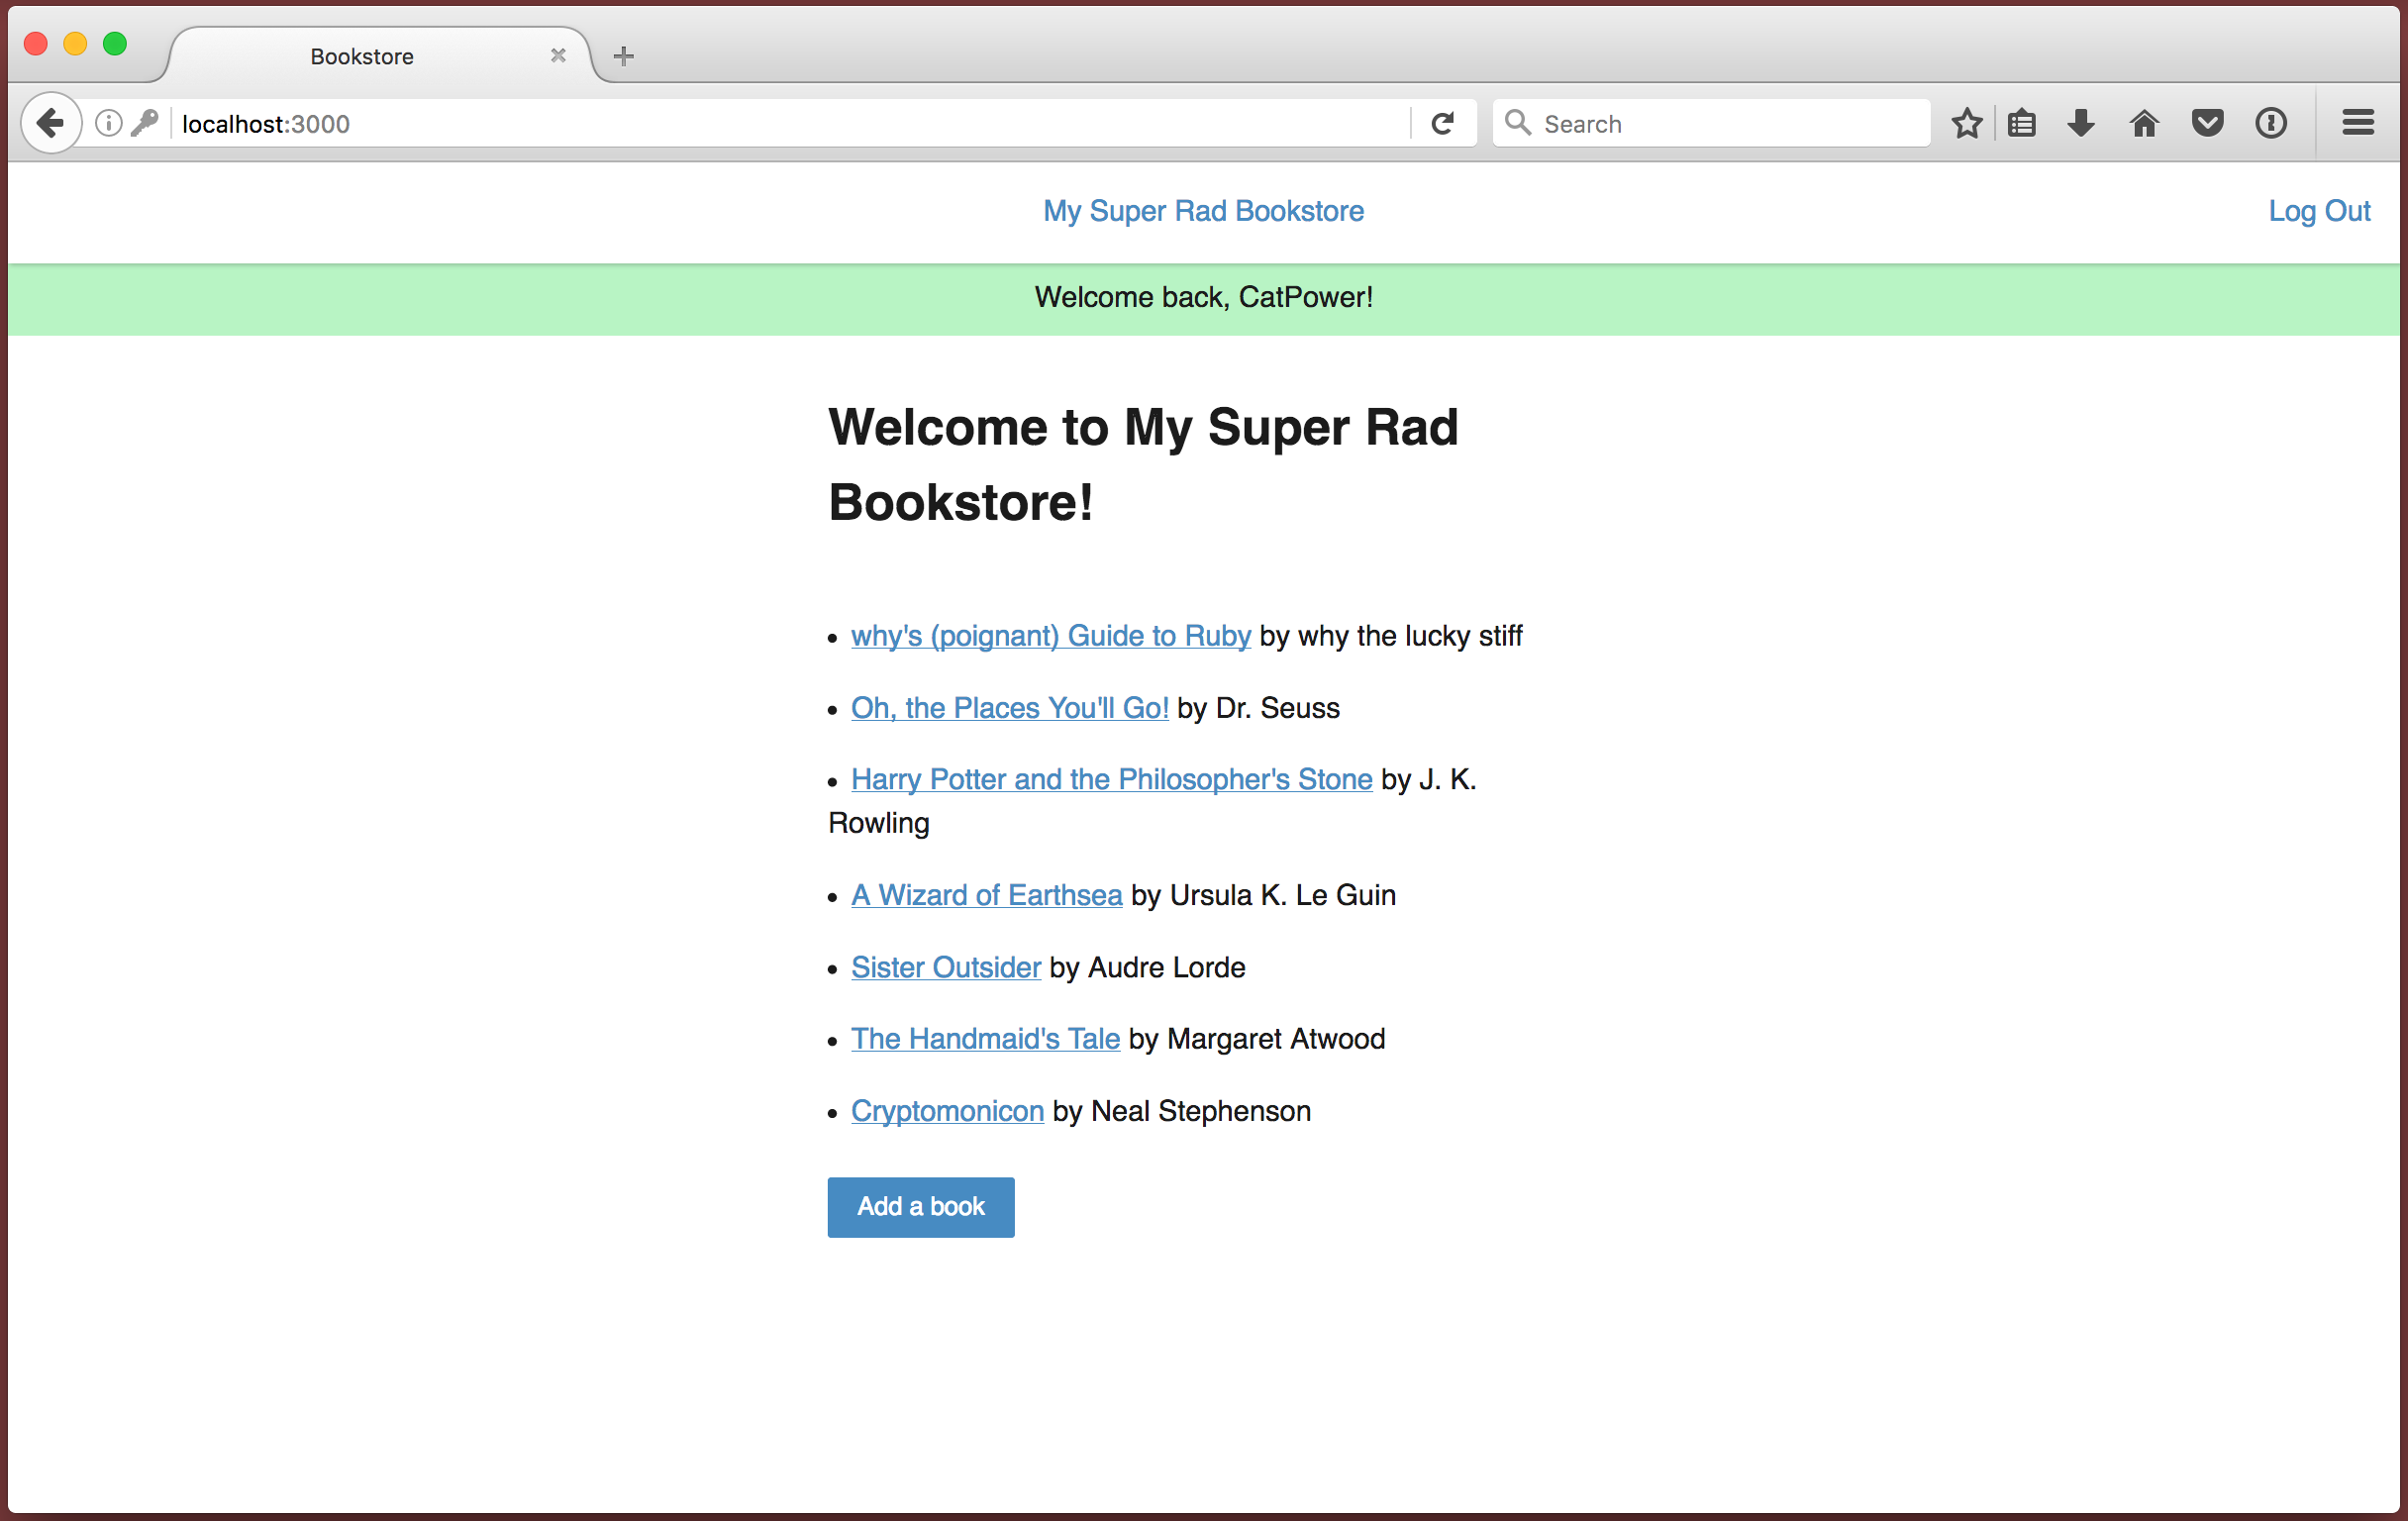 Bookstore
localhost:3000
Search
My Super Rad Bookstore
Log Out
Welcome back, CatPower!
Welcome to My Super Rad
Bookstore!
• why's (poignant) Guide to Ruby by why the lucky stiff
• Oh, the Places You'll Go! by Dr. Seuss
• Harry Potter and the Philosopher's Stone by J. K.
Rowling
• A Wizard of Earthsea by Ursula K. Le Guin
• Sister Outsider by Audre Lorde
• The Handmaid's Tale by Margaret Atwood
• Cryptomonicon by Neal Stephenson
Add a book